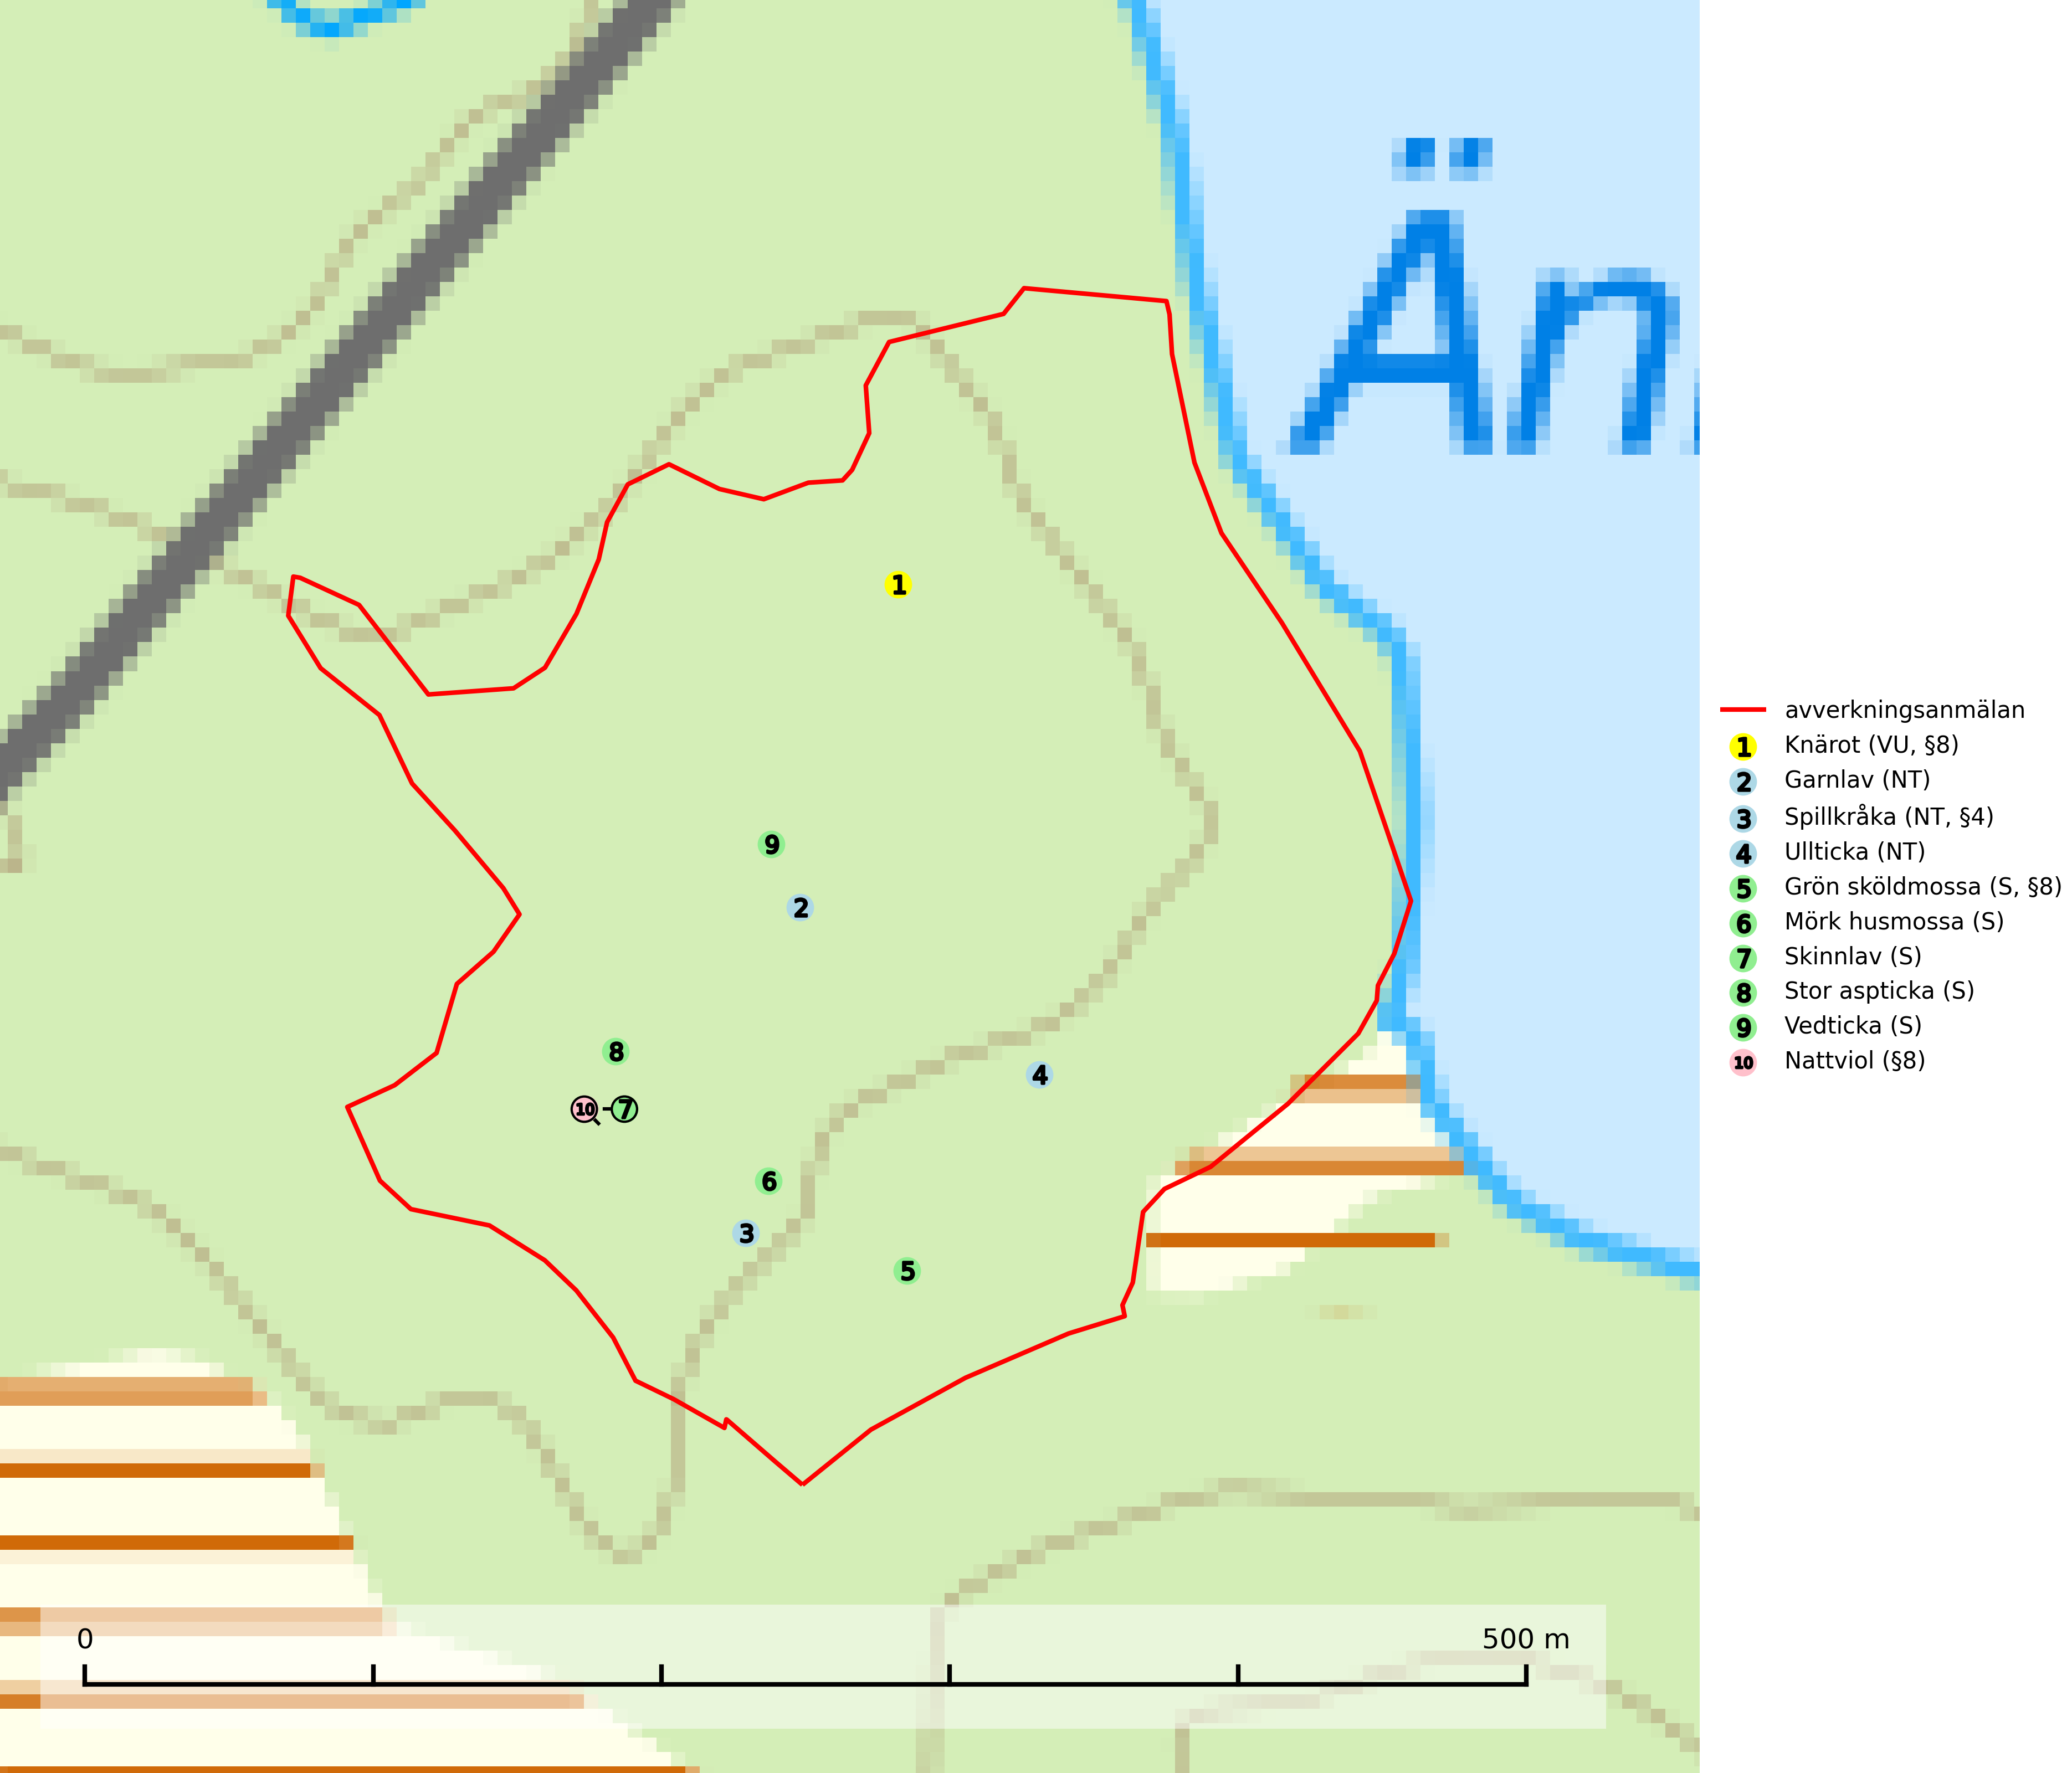 Än
1
9
2
8
4
10
7
6
3
5
avverkningsanmälan
1 Knärot (VU, §8)
2 Garnlav (NT)
3 Spillkråka (NT, §4)
4 Ullticka (NT)
5 Grön sköldmossa (S, §8)
6 Mörk husmossa (S)
7 Skinnlav (S)
8 Stor aspticka (S)
9 Vedticka (S)
10 Nattviol (§8)
0 500 m